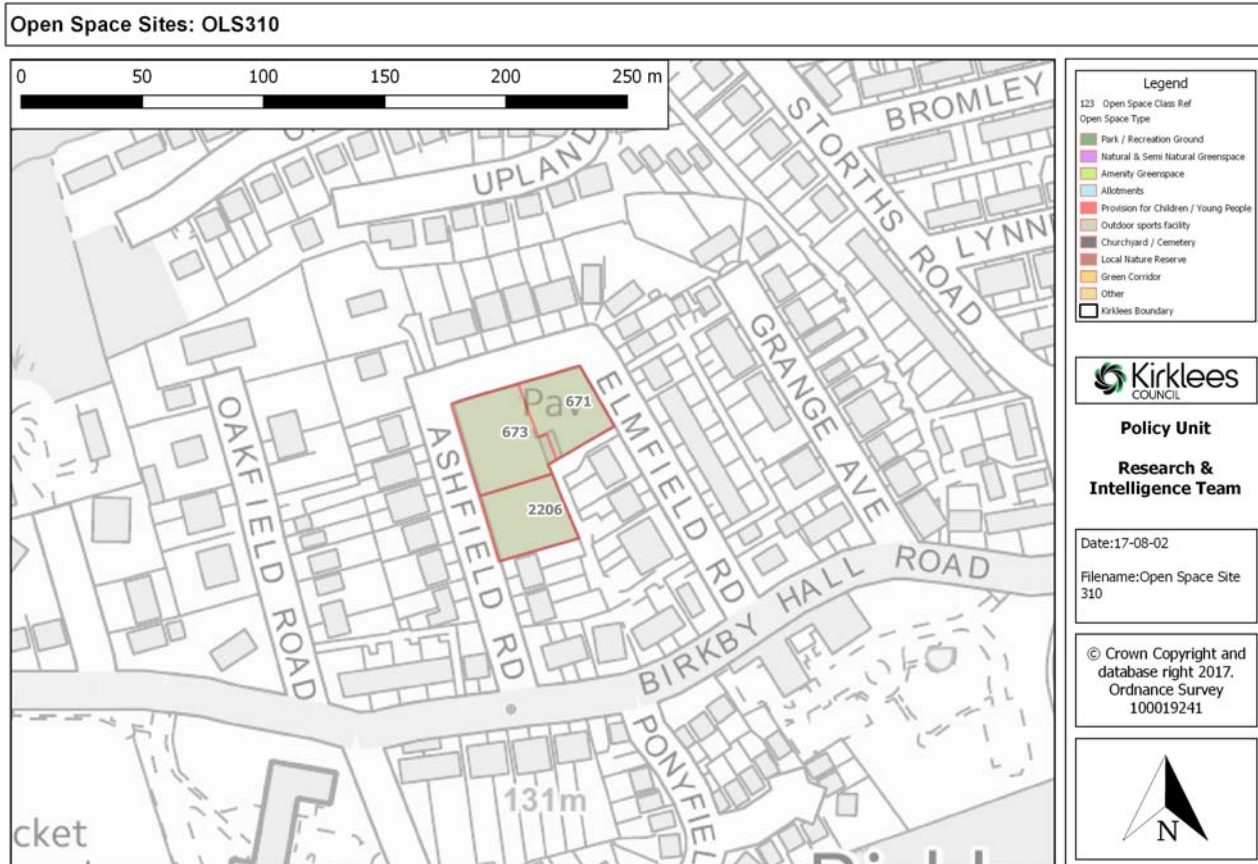 Open Space Sites: OLS310
0 50 100 150 200 250 m
UPLAND
STORTHS ROAD
BROMLEY
LYNN
GRANGE AVE
ELMFIELD RD
671
673
2206
ASHFIELD RD
OAKFIELD ROAD
BIRKBY HALL ROAD
PONYFIEL
131m
cket
Legend
123 Open Space Class Ref
Open Space Type
Park / Recreation Ground
Natural & Semi Natural Greenspace
Amenity Greenspace
Allotments
Provision for Children / Young People
Outdoor sports facility
Churchyard / Cemetery
Local Nature Reserve
Green Corridor
Other
Kirklees Boundary
Kirklees
COUNCIL
Policy Unit
Research &
Intelligence Team
Date:17-08-02
Filename:Open Space Site
310
© Crown Copyright and
database right 2017.
Ordnance Survey
100019241
N